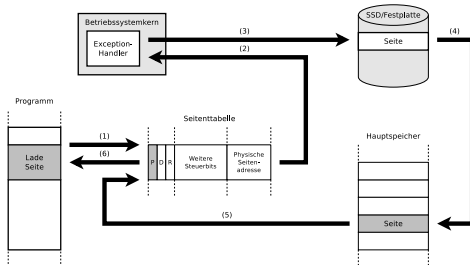 Betriebssystemkern
Exception-
Handler
(3)
(2)
SSD/Festplatte
Seite
(4)
Programm
Lade
Seite
(1)
(6)
Seitenttabelle
P
D
R
Weitere
Steuerbits
Physische
Seiten-
adresse
(5)
Hauptspeicher
Seite